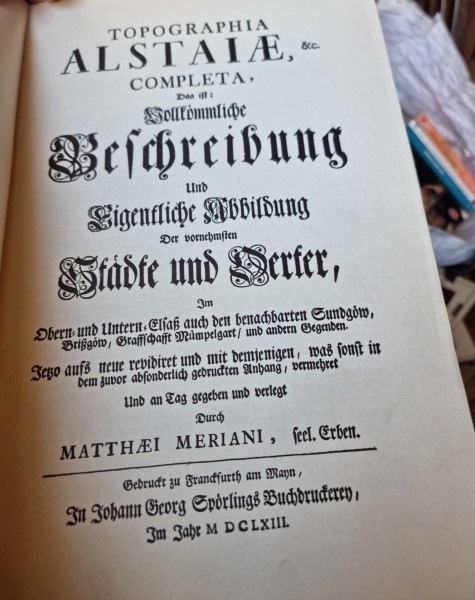 TOPOGRAPHIA
ALSTAIÆ, &c.
COMPLETA,
Das ist:
Vollkömmliche
Beschreibung
Und
Eigentliche Abbildung
Der vornehmsten
Städte und Oerter,
Im
Obern- und Untern-Elsaß auch den benachbarten Sundgöw,
Brißgöw, Graffschafft Mümpelgart/ und andern Gegenden.
Jetzo aufs neue revidiret und mit demjenigen, was sonst in
dem zuvor absonderlich gedruckten Anhang, vermehret
Und an Tag gegeben und verlegt
Durch
MATTHÆI MERIANI, seel. Erben.
Gedruckt zu Franckfurth am Mayn,
In Johann Georg Spörlings Buchdruckerey,
Im Jahr M DCLXIII.